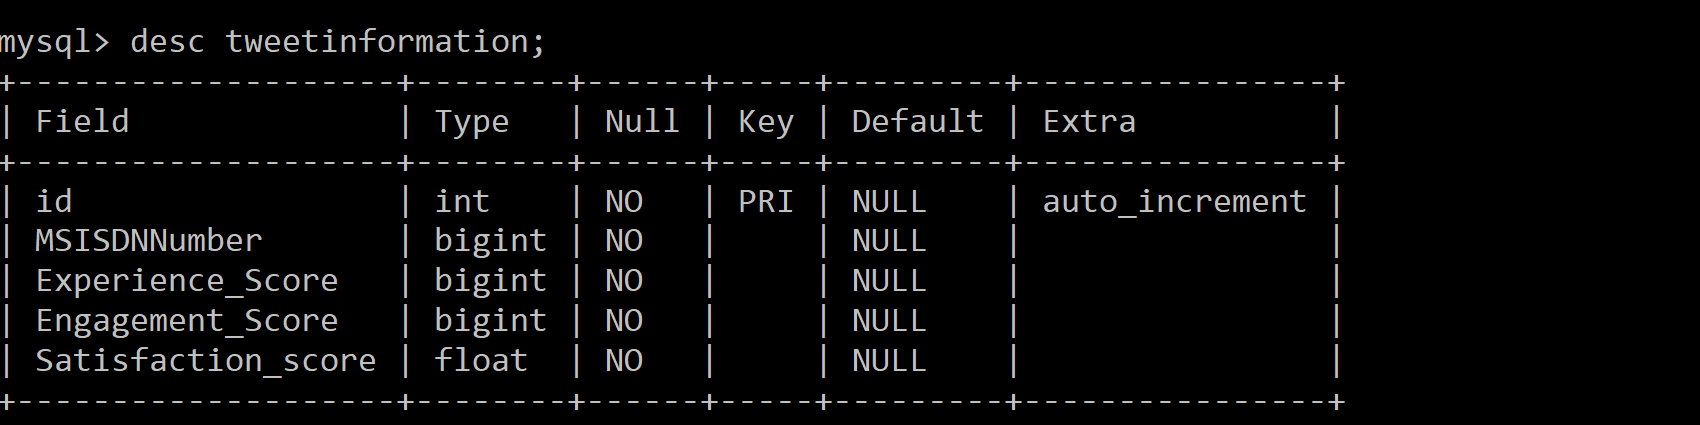 mysql> desc tweetinformation;
+--------------------+--------+------+-----+---------+----------------+
| Field              | Type   | Null | Key | Default | Extra          |
+--------------------+--------+------+-----+---------+----------------+
| id                 | int    | NO   | PRI | NULL    | auto_increment |
| MSISDNNumber       | bigint | NO   |     | NULL    |                |
| Experience_Score   | bigint | NO   |     | NULL    |                |
| Engagement_Score   | bigint | NO   |     | NULL    |                |
| Satisfaction_score | float  | NO   |     | NULL    |                |
+--------------------+--------+------+-----+---------+----------------+